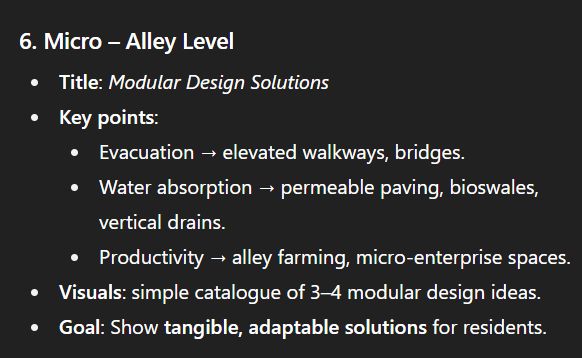 6. Micro – Alley Level
• Title: Modular Design Solutions
• Key points:
• Evacuation → elevated walkways, bridges.
• Water absorption → permeable paving, bioswales,
vertical drains.
• Productivity → alley farming, micro-enterprise spaces.
• Visuals: simple catalogue of 3–4 modular design ideas.
• Goal: Show tangible, adaptable solutions for residents.